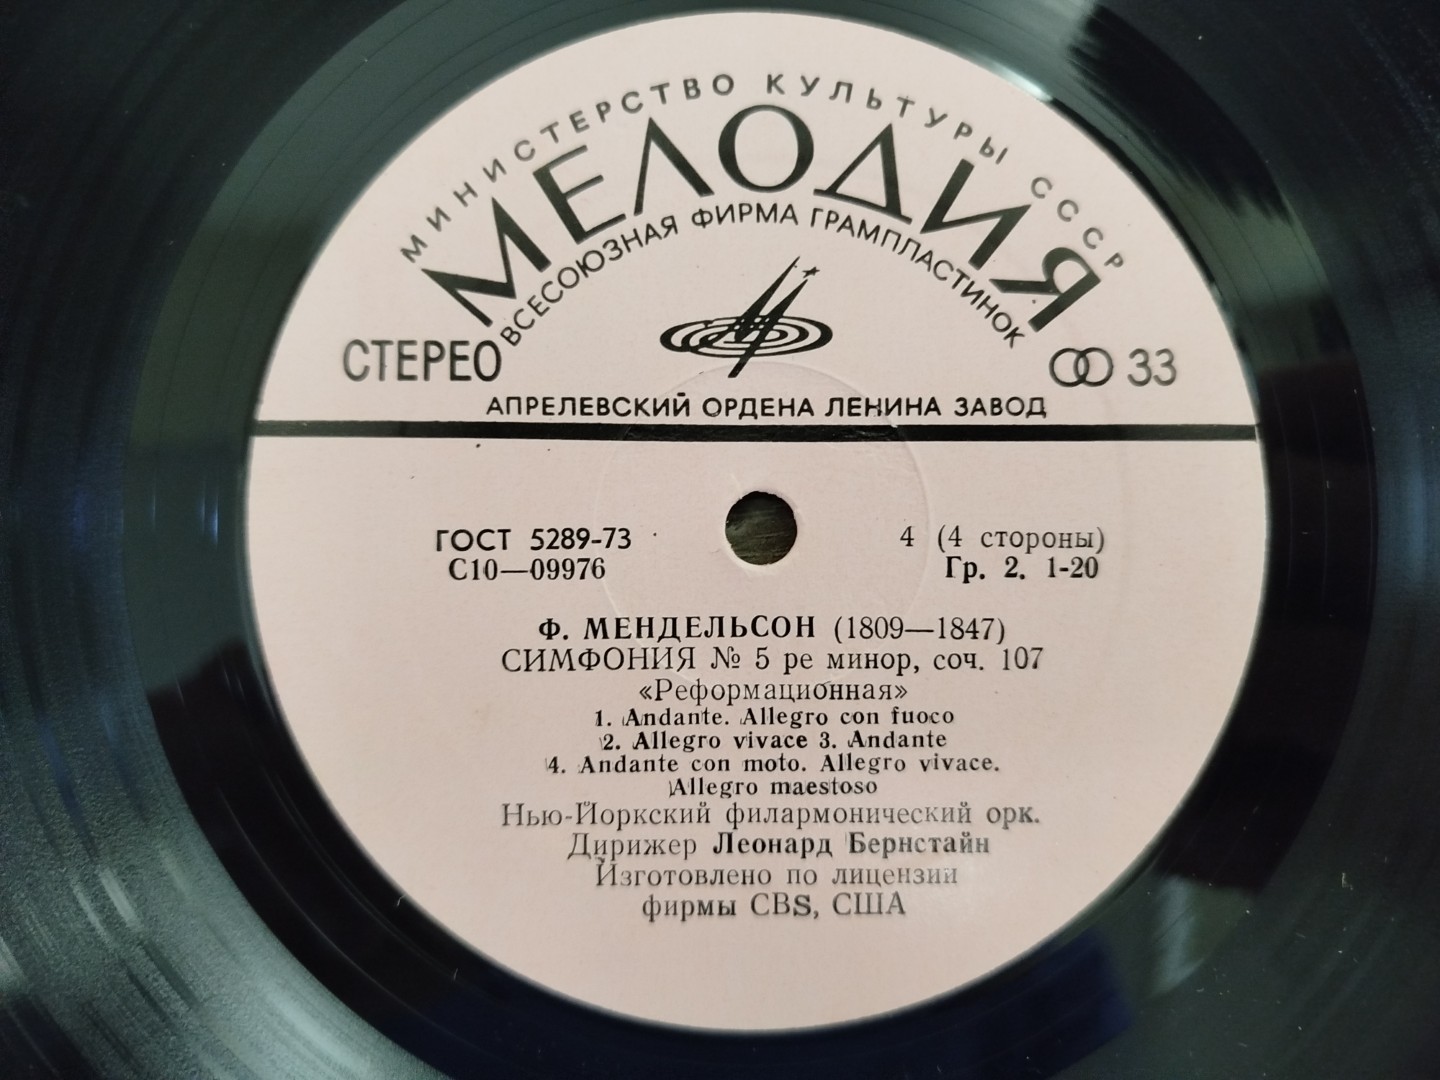 МИНИСТЕРСТВО КУЛЬТУРЫ СССР
МЕЛОДИЯ
ВСЕСОЮЗНАЯ ФИРМА ГРАМПЛАСТИНОК
СТЕРЕО
33
АПРЕЛЕВСКИЙ ОРДЕНА ЛЕНИНА ЗАВОД
ГОСТ 5289-73
4 (4 стороны)
С10—09976
Гр. 2. 1-20
Ф. МЕНДЕЛЬСОН (1809—1847)
СИМФОНИЯ № 5 ре минор, соч. 107
«Реформационная»
1. Andante. Allegro con fuoco
2. Allegro vivace 3. Andante
4. Andante con moto. Allegro vivace.
Allegro maestoso
Нью-Йоркский филармонический орк.
Дирижер Леонард Бернстайн
Изготовлено по лицензии
фирмы CBS, США